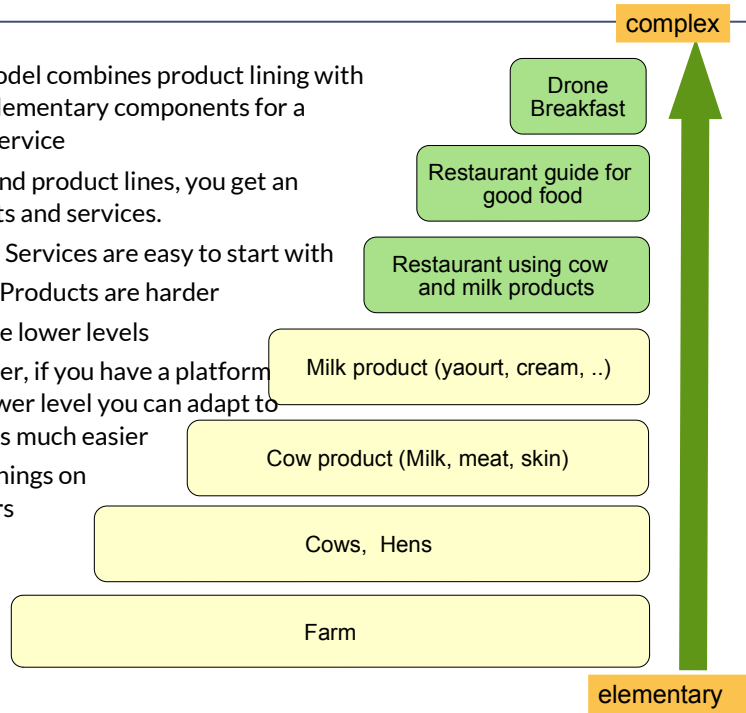 complex
odel combines product lining with
lementary components for a
ervice
nd product lines, you get an
ts and services.
Services are easy to start with
Products are harder
e lower levels
er, if you have a platform
wer level you can adapt to
s much easier
nings on
rs
Drone
Breakfast
Restaurant guide for
good food
Restaurant using cow
and milk products
Milk product (yaourt, cream, ..)
Cow product (Milk, meat, skin)
Cows, Hens
Farm
elementary